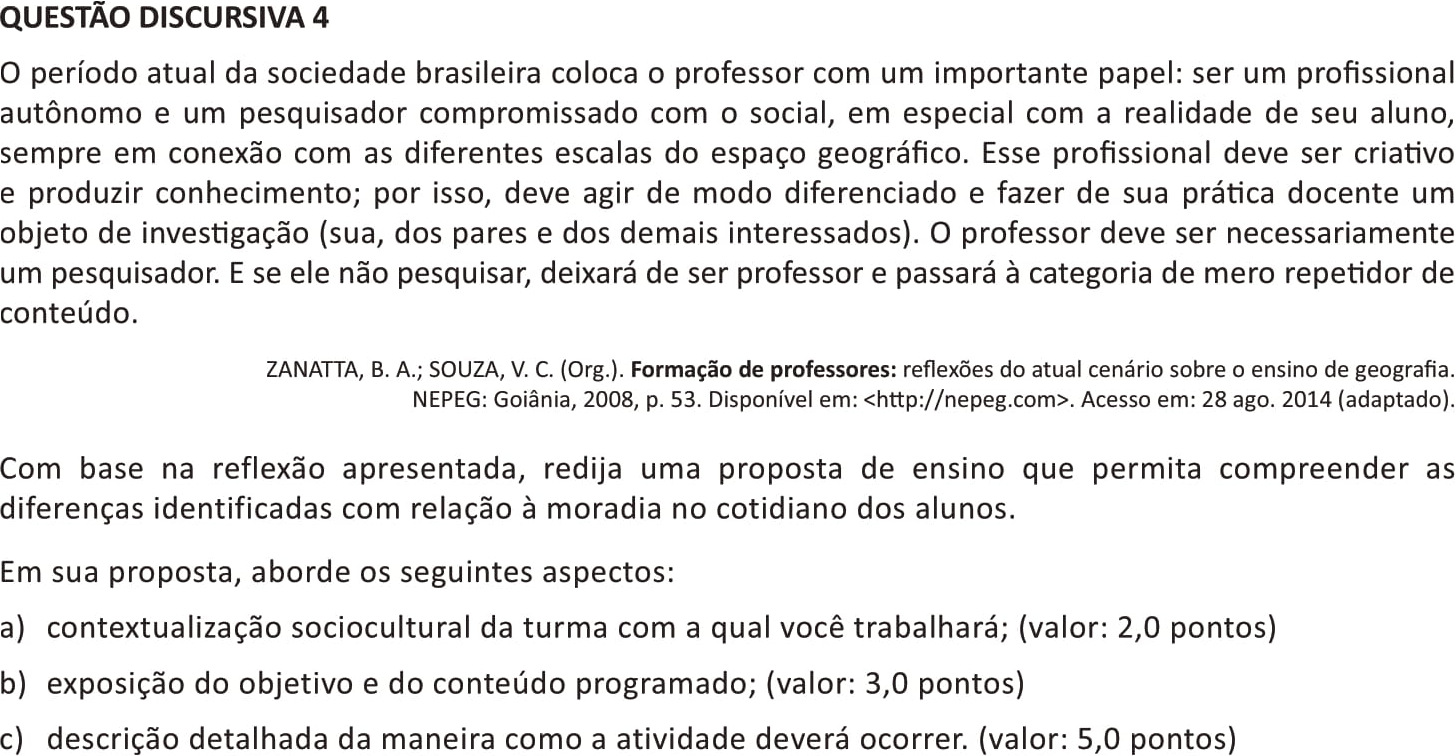 QUESTÃO DISCURSIVA 4
O período atual da sociedade brasileira coloca o professor com um importante papel: ser um profissional
autônomo e um pesquisador compromissado com o social, em especial com a realidade de seu aluno,
sempre em conexão com as diferentes escalas do espaço geográfico. Esse profissional deve ser criativo
e produzir conhecimento; por isso, deve agir de modo diferenciado e fazer de sua prática docente um
objeto de investigação (sua, dos pares e dos demais interessados). O professor deve ser necessariamente
um pesquisador. E se ele não pesquisar, deixará de ser professor e passará à categoria de mero repetidor de
conteúdo.
ZANATTA, B. A.; SOUZA, V. C. (Org.). Formação de professores: reflexões do atual cenário sobre o ensino de geografia.
NEPEG: Goiânia, 2008, p. 53. Disponível em: <http://nepeg.com>. Acesso em: 28 ago. 2014 (adaptado).
Com base na reflexão apresentada, redija uma proposta de ensino que permita compreender as
diferenças identificadas com relação à moradia no cotidiano dos alunos.
Em sua proposta, aborde os seguintes aspectos:
a) contextualização sociocultural da turma com a qual você trabalhará; (valor: 2,0 pontos)
b) exposição do objetivo e do conteúdo programado; (valor: 3,0 pontos)
c) descrição detalhada da maneira como a atividade deverá ocorrer. (valor: 5,0 pontos)